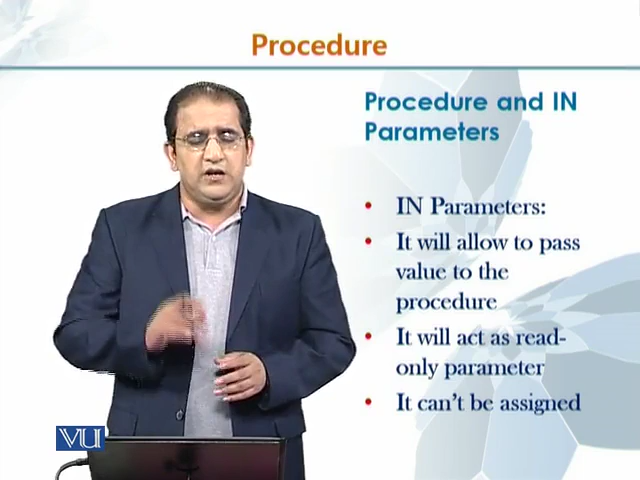 Procedure
Procedure and IN
Parameters
• IN Parameters:
• It will allow to pass
value to the
procedure
• It will act as read-
only parameter
• It can't be assigned
VU